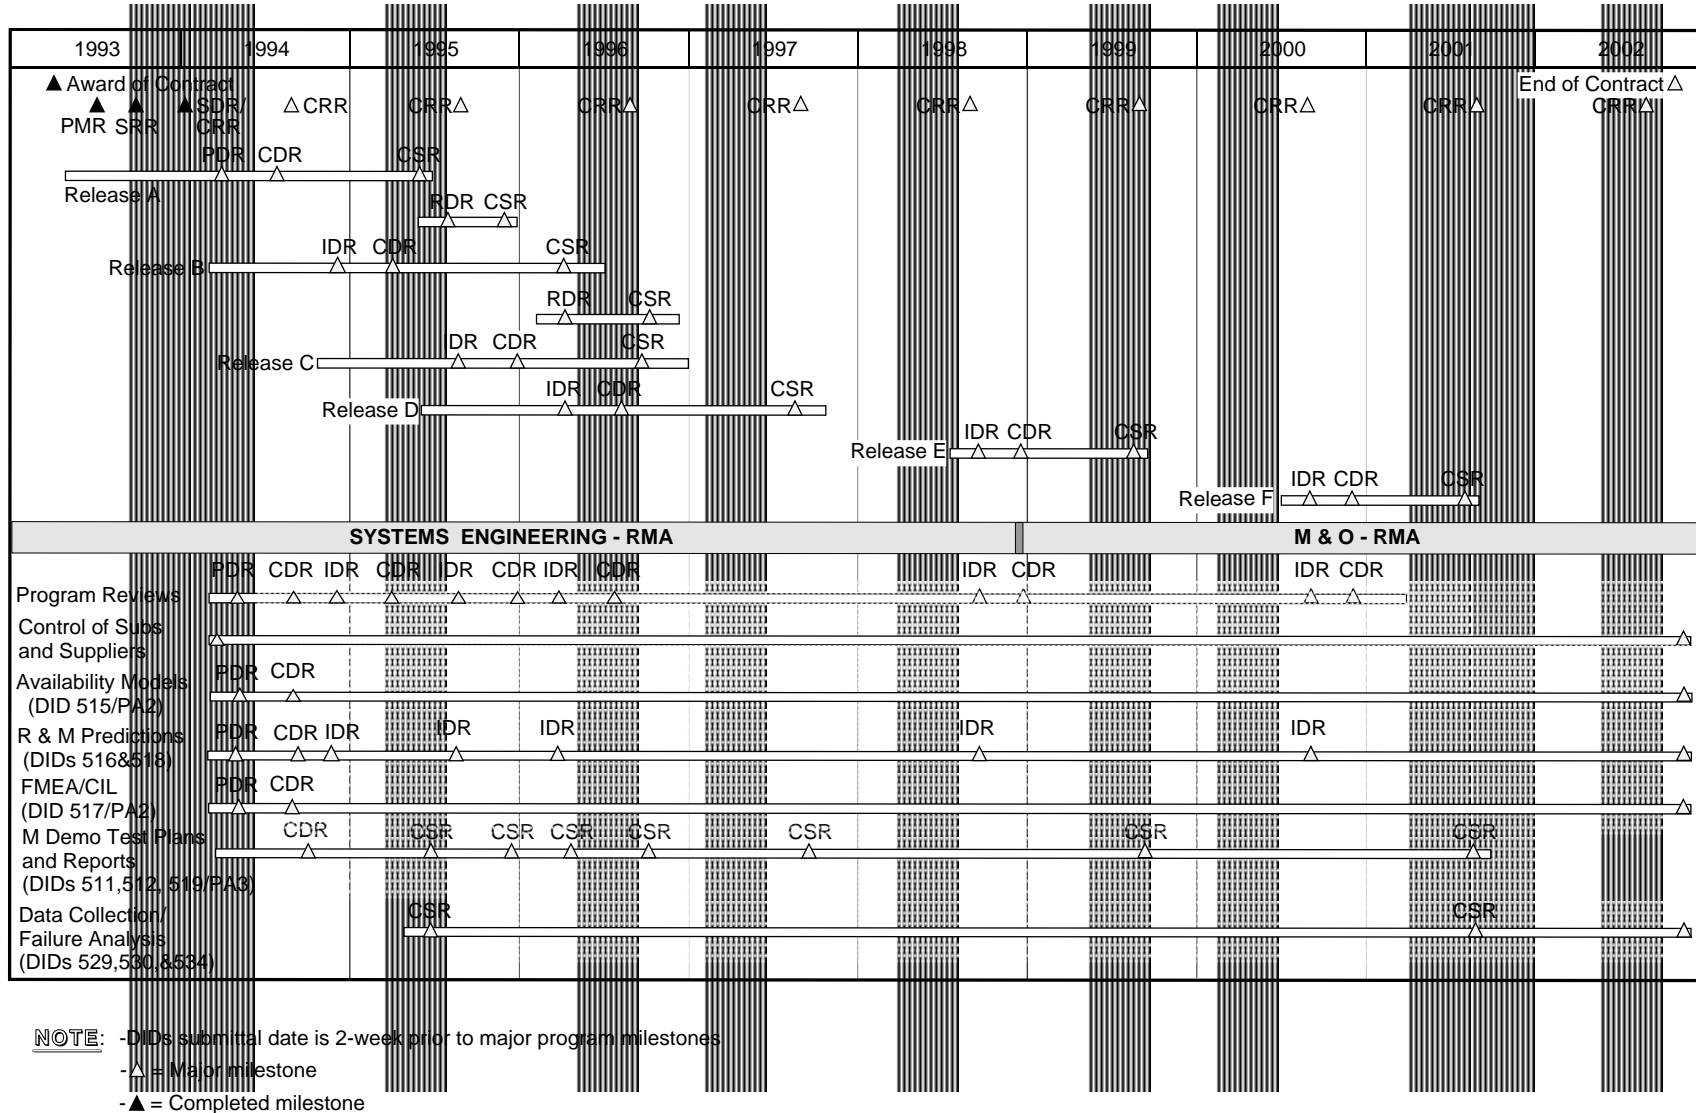 1993 1994 1995 1996 1997 1998 1999 2000 2001 2002
Award of Contract End of Contract
SDR/ CRR CRR CRR CRR CRR CRR CRR CRR CRR
PMR SRR CRR
PDR CDR CSR
Release A
RDR CSR
IDR CDR CSR
Release B
RDR CSR
IDR CDR CSR
Release C
IDR CDR CSR
Release D
IDR CDR CSR
Release E
IDR CDR CSR
Release F
SYSTEMS ENGINEERING - RMA M & O - RMA
PDR CDR IDR CDR IDR CDR IDR CDR IDR CDR IDR CDR
Program Reviews
Control of Subs
and Suppliers
PDR CDR
Availability Models
(DID 515/PA2)
PDR CDR IDR IDR IDR IDR IDR
R & M Predictions
(DIDs 516&518)
PDR CDR
FMEA/CIL
(DID 517/PA2)
CDR CSR CSR CSR CSR CSR CSR CSR
M Demo Test Plans
and Reports
(DIDs 511,512, 519/PA3)
CSR CSR
Data Collection/
Failure Analysis
(DIDs 529,530,&534)
NOTE: -DIDs submittal date is 2-week prior to major program milestones
- = Major milestone
- = Completed milestone